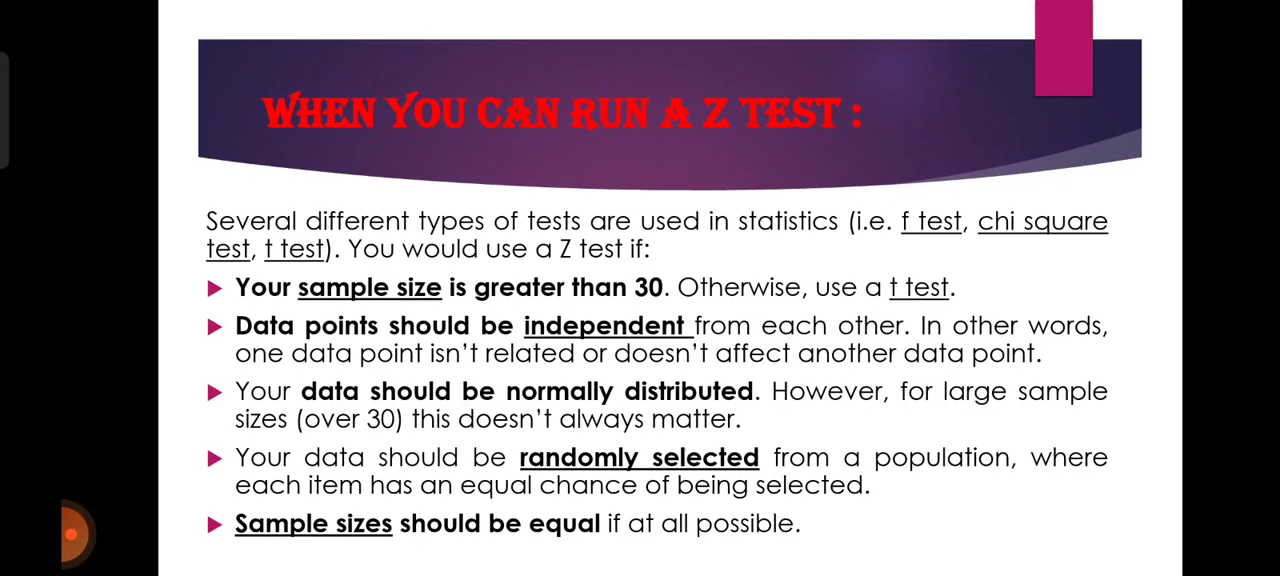 WHEN YOU CAN RUN A Z TEST :
Several different types of tests are used in statistics (i.e. f test, chi square
test, t test). You would use a Z test if:
Your sample size is greater than 30. Otherwise, use a t test.
Data points should be independent from each other. In other words,
one data point isn't related or doesn't affect another data point.
Your data should be normally distributed. However, for large sample
sizes (over 30) this doesn't always matter.
Your data should be randomly selected from a population, where
each item has an equal chance of being selected.
Sample sizes should be equal if at all possible.